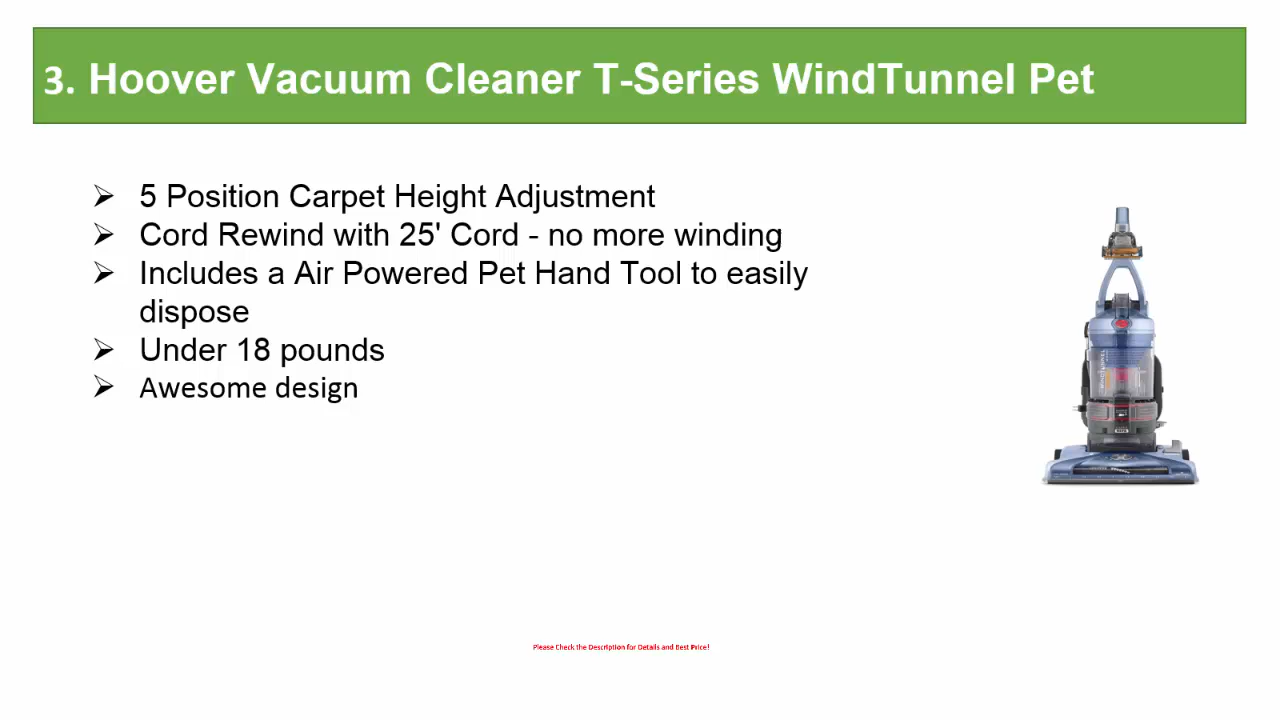 3. Hoover Vacuum Cleaner T-Series WindTunnel Pet
5 Position Carpet Height Adjustment
Cord Rewind with 25' Cord - no more winding
Includes a Air Powered Pet Hand Tool to easily
dispose
Under 18 pounds
Awesome design
Please Check the Description for Details and Best Price!